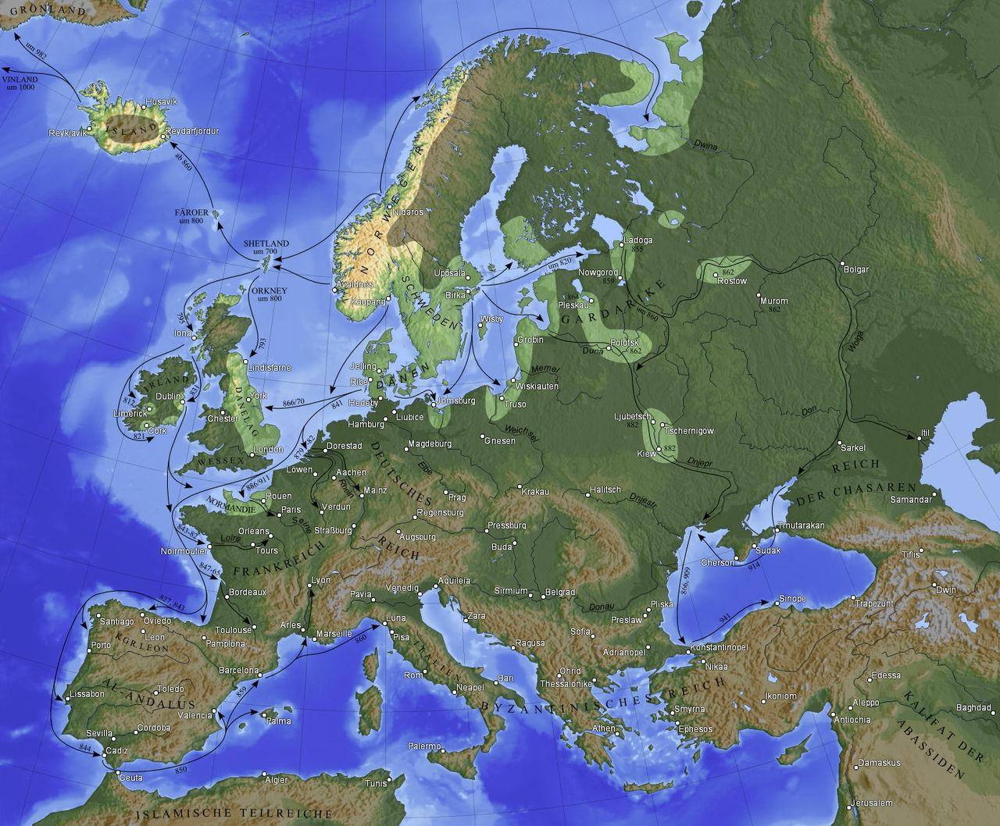 GRÖNLAND
um 982
VINLAND
um 1000
Husavik
Reykjavik
ISLAND
Reydarfjördur
ab 860
FÄRÖER
um 800
SHETLAND
um 700
ORKNEY
um 800
795
793
Iona
Lindisfarne
IRLAND
Dublin
831
812
Limerick
Cork
821
York
DANELAG
Chester
London
WESSEX
866/70
841
NORWEGER
Nidaros
Avaldnes
Kaupang
SCHWEDEN
Uppsala
Birka
Wisby
um 820
Dwina
Ladoga
855
Nowgorod
859
864
Pleskau
GARDARIKE
um 860
862
Rostow
Murom
862
Bolgar
Wolga
Grobin
Polotsk
862
Düna
Memel
Wiskiauten
Truso
Jelling
Ribe
DÄNEN
Hedeby
Jomsburg
Hamburg
Liubice
Ljubetsch
882
Tschernigow
Kiew
882
Don
Dnjepr
Sarkel
Itil
REICH
DER CHASAREN
Samandar
Dorestad
879
882
Magdeburg
Gnesen
Weichsel
DEUTSCHES
REICH
Elbe
Löwen
Aachen
Rhein
Mainz
Prag
Krakau
Halitsch
Dnjestr
886/911
NORMANDIE
Rouen
Paris
Seine
Verdun
Straßburg
Regensburg
Augsburg
Pressburg
Buda
843-82
Noirmoutier
Loire
Orleans
Tours
FRANKREICH
847-65
Bordeaux
Lyon
Toulouse
Arles
Marseille
860
Pavia
Venedig
Aquileia
Luna
Pisa
ITALIEN
Rom
Neapel
Bari
Zara
Ragusa
Sirmium
Belgrad
Donau
Pliska
Preslaw
Sofia
Adrianopel
Ohrid
Thessalonike
BYZANTINISCHES REICH
Athen
Smyrna
Ephesos
Konstantinopel
Nikäa
Ikoniom
866, 909
941
914
Cherson
Sudak
Tmutarakan
Sinope
Trapezunt
Tiflis
Dwin
Edessa
Aleppo
Antiochia
Baghdad
KALIFAT DER
ABASSIDEN
Damaskus
Jerusalem
827, 843
Santiago
Oviedo
Leon
KGR.LEON
Pamplona
Porto
Barcelona
859
AL-ANDALUS
Toledo
Valencia
Lissabon
Palma
Sevilla
Cordoba
844
Cadiz
850
Ceuta
Algier
Tunis
Palermo
ISLAMISCHE TEILREICHE